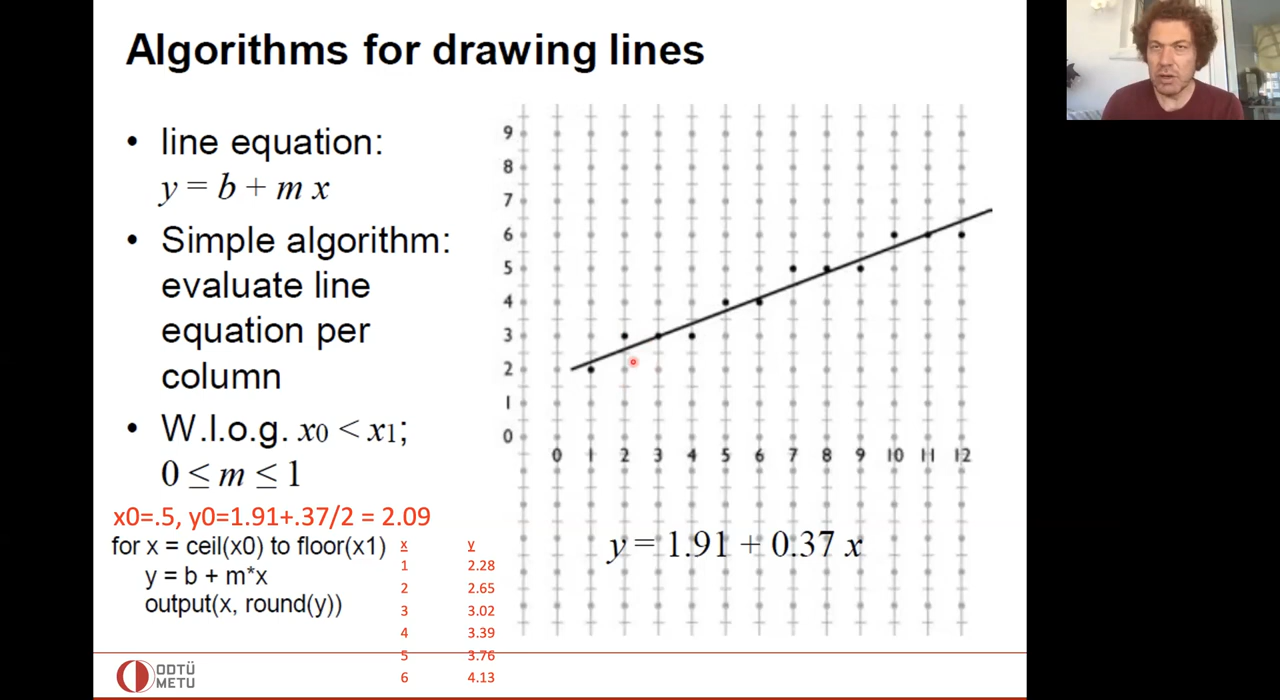 Algorithms for drawing lines
• line equation:
y = b + m x
• Simple algorithm:
evaluate line
equation per
column
• W.l.o.g. x0 < x1;
0 ≤ m ≤ 1
x0=.5, y0=1.91+.37/2 = 2.09
for x = ceil(x0) to floor(x1)
y = b + m*x
output(x, round(y))
x y
1 2.28
2 2.65
3 3.02
4 3.39
5 3.76
6 4.13
9
8
7
6
5
4
3
2
1
0
0 1 2 3 4 5 6 7 8 9 10 11 12
y = 1.91 + 0.37 x
ODTÜ
METU